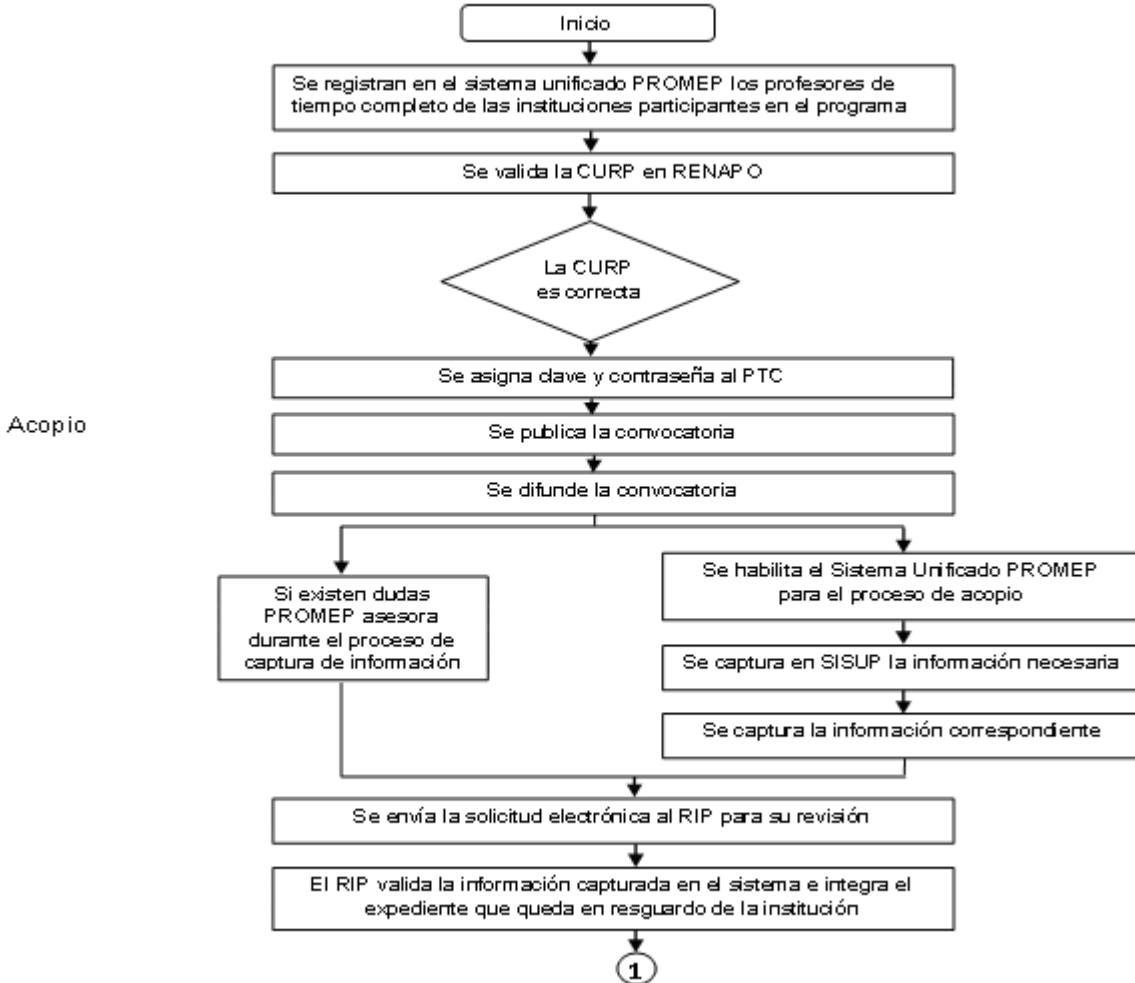 Inicio
Se registran en el sistema unificado PROMEP los profesores de
tiempo completo de las instituciones participantes en el programa
Se valida la CURP en RENAPO
La CURP
es correcta
Se asigna clave y contraseña al PTC
Acopio
Se publica la convocatoria
Se difunde la convocatoria
Si existen dudas
PROMEP asesora
durante el proceso de
captura de información
Se habilita el Sistema Unificado PROMEP
para el proceso de acopio
Se captura en SISUP la información necesaria
Se captura la información correspondiente
Se envía la solicitud electrónica al RIP para su revisión
El RIP valida la información capturada en el sistema e integra el
expediente que queda en resguardo de la institución
1